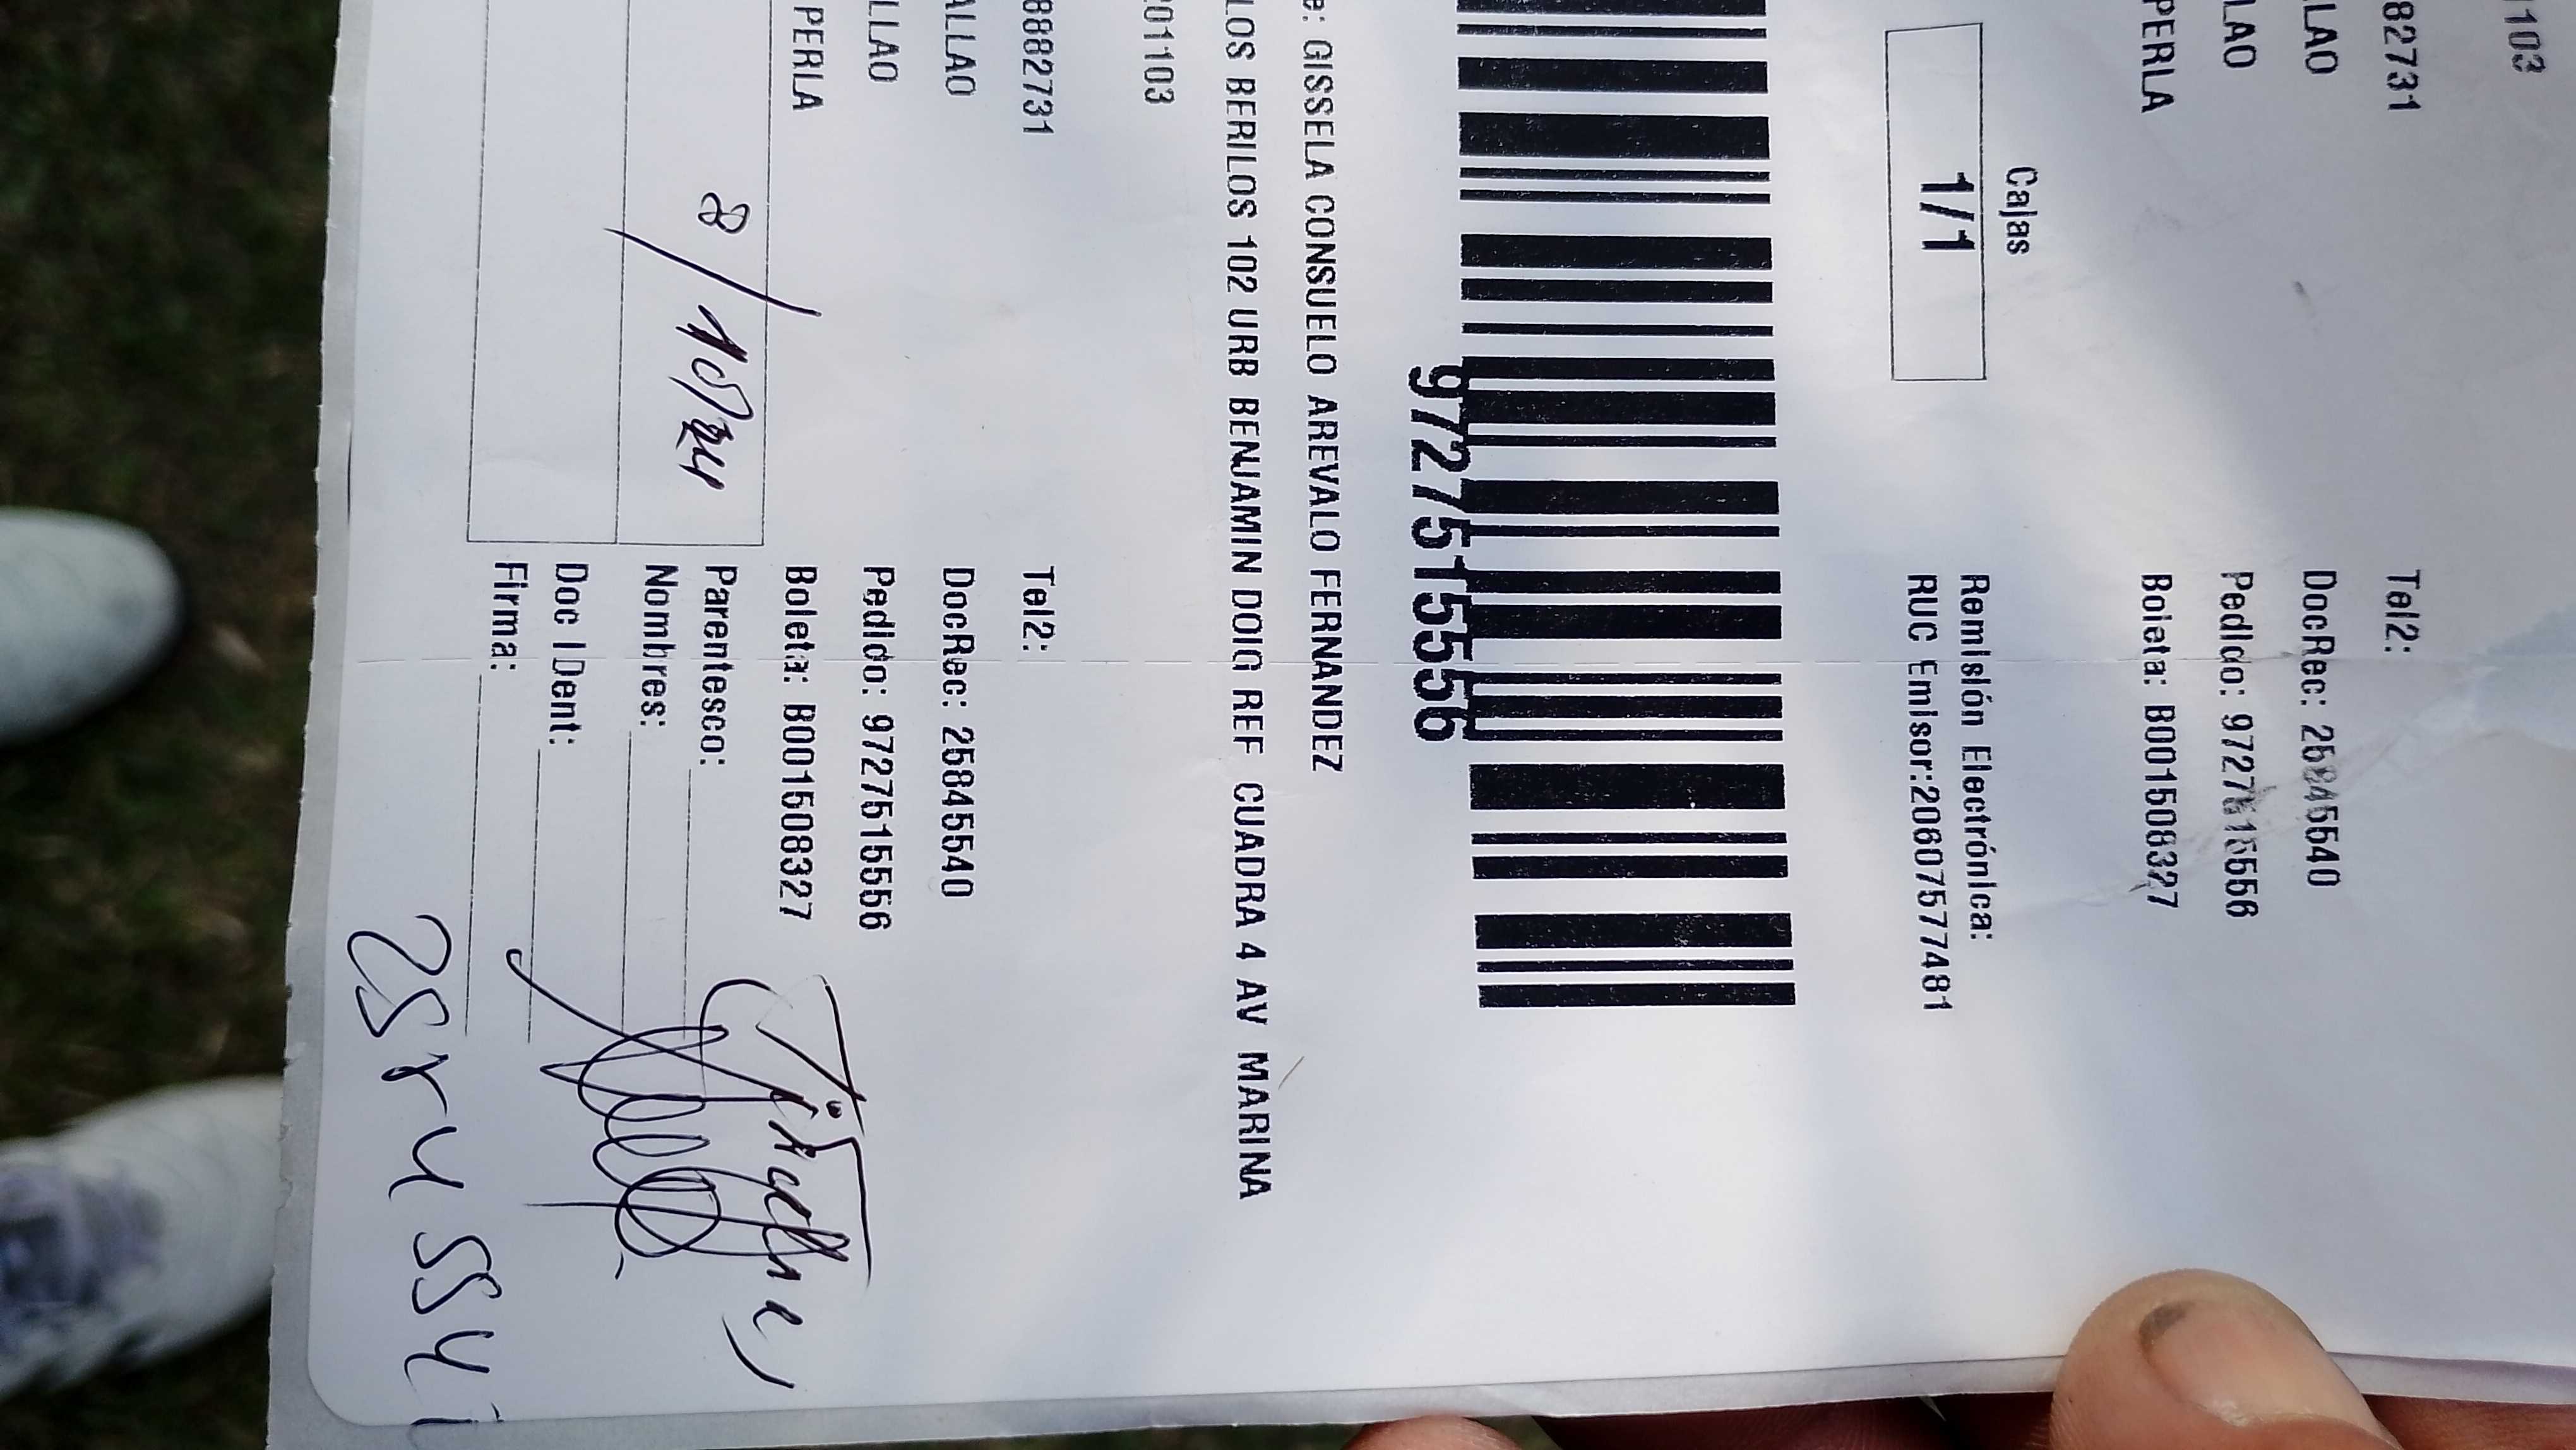 1103
82731
Tel2:
LAO
DocRec: 25845540
LAO
Pedido: 9727515556
PERLA
Boleta: B001508327
Cajas
1/1
Remisión Electrónica:
RUC Emisor:20607577481
9727515556
e: GISSELA CONSUELO AREVALO FERNANDEZ
LOS BERILOS 102 URB BENJAMIN DOIG REF CUADRA 4 AV MARINA
01103
8882731
Tel2:
ALLAO
DocRec: 25845540
LLAO
Pedido: 9727515556
PERLA
Boleta: B001508327
8/10/24
Parentesco:
Nombres:
Doc IDent:
Firma: